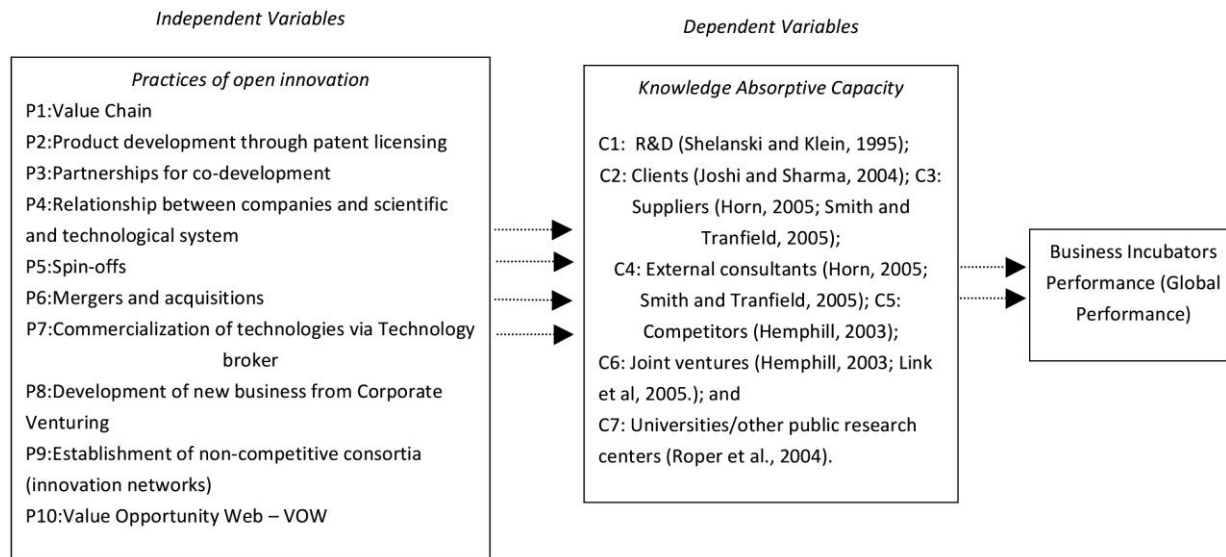 Independent Variables
Dependent Variables
Practices of open innovation
P1:Value Chain
P2:Product development through patent licensing
P3:Partnerships for co-development
P4:Relationship between companies and scientific
and technological system
P5:Spin-offs
P6:Mergers and acquisitions
P7:Commercialization of technologies via Technology
broker
P8:Development of new business from Corporate
Venturing
P9:Establishment of non-competitive consortia
(innovation networks)
P10:Value Opportunity Web – VOW
Knowledge Absorptive Capacity
C1: R&D (Shelanski and Klein, 1995);
C2: Clients (Joshi and Sharma, 2004); C3:
Suppliers (Horn, 2005; Smith and
Tranfield, 2005);
C4: External consultants (Horn, 2005;
Smith and Tranfield, 2005); C5:
Competitors (Hemphill, 2003);
C6: Joint ventures (Hemphill, 2003; Link
et al, 2005.); and
C7: Universities/other public research
centers (Roper et al., 2004).
Business Incubators
Performance (Global
Performance)